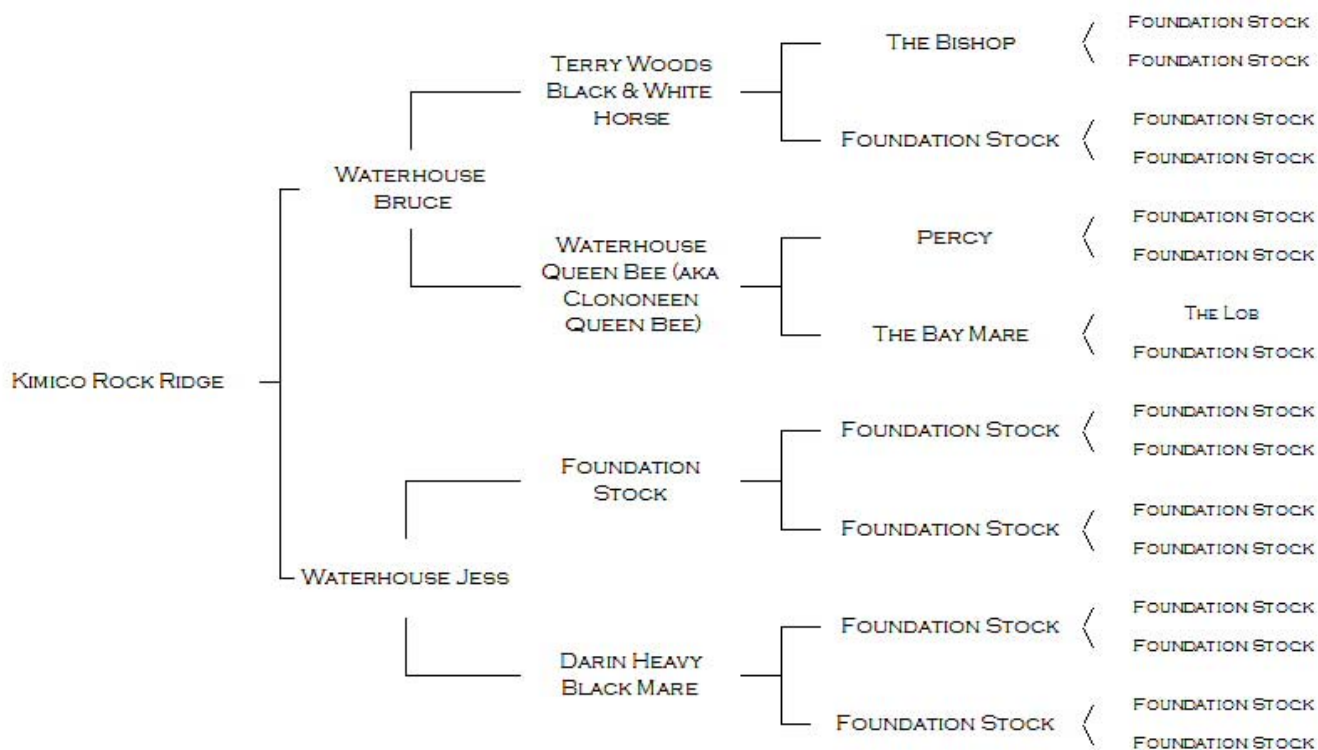 Foundation Stock
The Bishop
Foundation Stock
Terry Woods
Black & White
Horse
Foundation Stock
Foundation Stock
Foundation Stock
Waterhouse
Bruce
Foundation Stock
Percy
Foundation Stock
Waterhouse
Queen Bee (aka
Clononeen
Queen Bee)
The Lob
The Bay Mare
Foundation Stock
Kimico Rock Ridge
Foundation Stock
Foundation Stock
Foundation Stock
Foundation
Stock
Foundation Stock
Foundation Stock
Foundation Stock
Waterhouse Jess
Foundation Stock
Foundation Stock
Foundation Stock
Darin Heavy
Black Mare
Foundation Stock
Foundation Stock
Foundation Stock